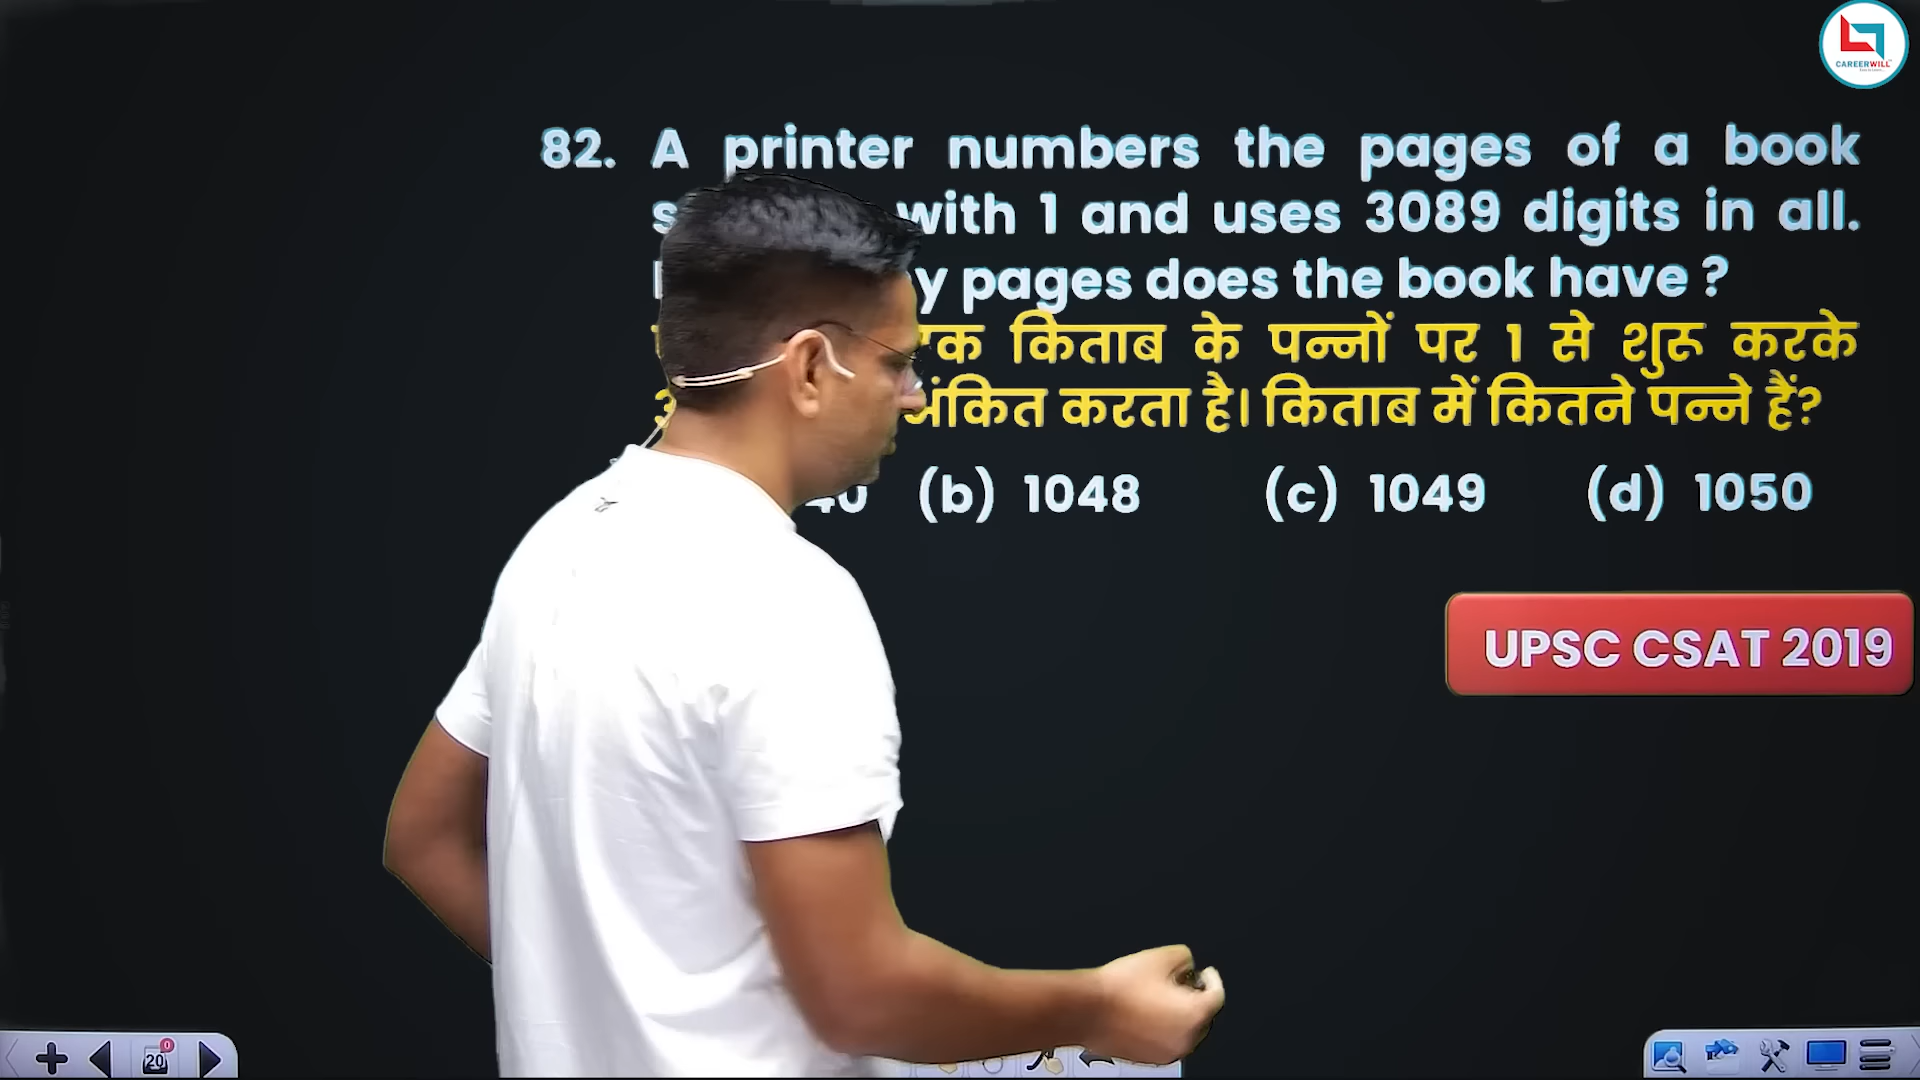 CAREERWILL
82. A printer numbers the pages of a book
with 1 and uses 3089 digits in all.
pages does the book have ?
किताब के पन्नों पर 1 से शुरू करके
अंकित करता है। किताब में कितने पन्ने हैं?
(b) 1048 (c) 1049 (d) 1050
UPSC CSAT 2019
20
0